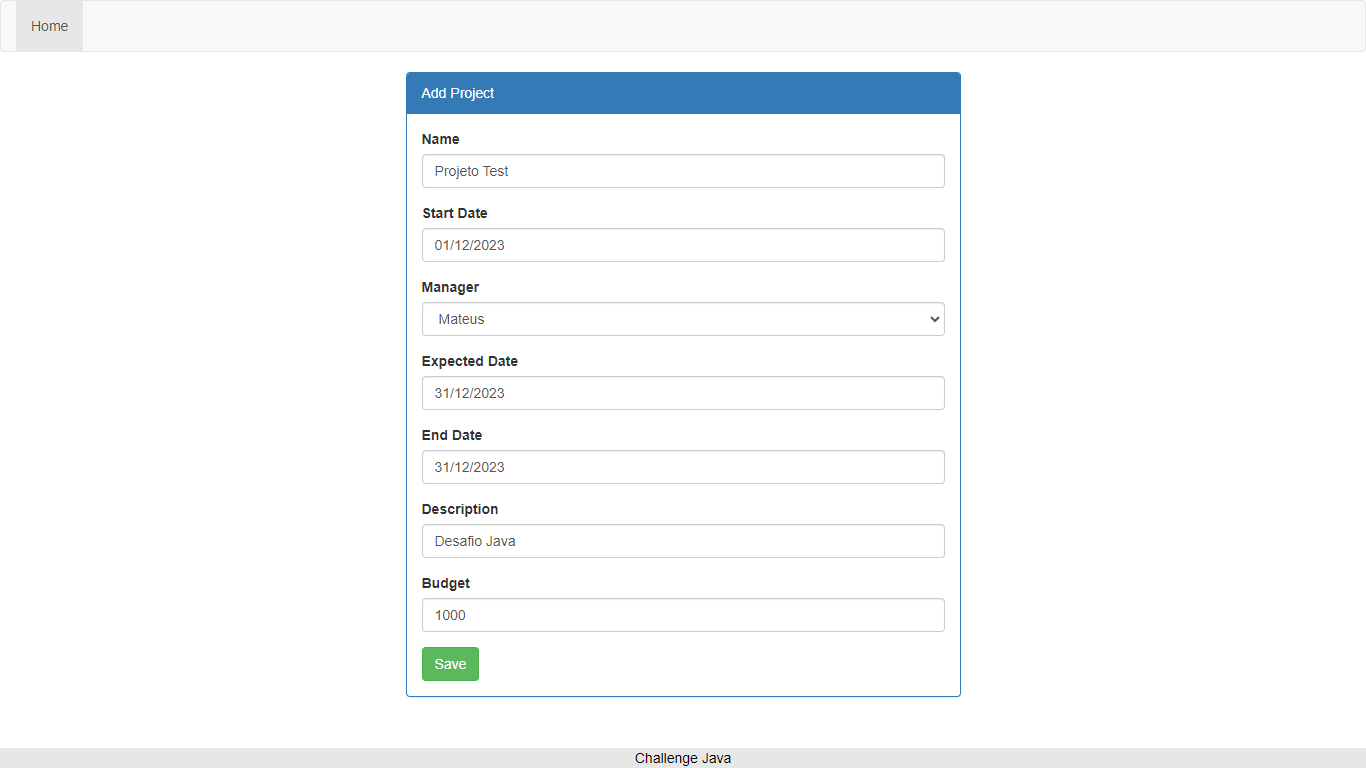 Home
Add Project
Name
Projeto Test
Start Date
01/12/2023
Manager
Mateus
Expected Date
31/12/2023
End Date
31/12/2023
Description
Desafio Java
Budget
1000
Save
Challenge Java